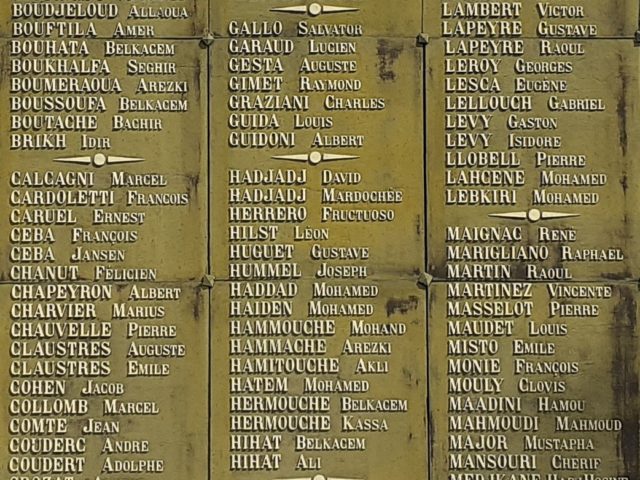 BOUDJELOUD ALLAOUA
BOUFTILA AMER
BOUHATA BELKACEM
BOUKHALFA SEGHIR
BOUMERAOUA AREZKI
BOUSSOUFA BELKACEM
BOUTACHE BACHIR
BRIKH IDIR
CALCAGNI MARCEL
CARDOLETTI FRANCOIS
CARUEL ERNEST
CEBA FRANÇOIS
CEBA JANSEN
CHANUT FÉLICIEN
CHAPEYRON ALBERT
CHARVIER MARIUS
CHAUVELLE PIERRE
CLAUSTRES AUGUSTE
CLAUSTRES EMILE
COHEN JACOB
COLLOMB MARCEL
COMTE JEAN
COUDERC ANDRE
COUDERT ADOLPHE
GALLO SALVATOR
GARAUD LUCIEN
GESTA AUGUSTE
GIMET RAYMOND
GRAZIANI CHARLES
GUIDA LOUIS
GUIDONI ALBERT
HADJADJ DAVID
HADJADJ MARDOCHÉE
HERRERO FRUCTUOSO
HILST LÉON
HUGUET GUSTAVE
HUMMEL JOSEPH
HADDAD MOHAMED
HAIDEN MOHAMED
HAMMOUCHE MOHAND
HAMMACHE AREZKI
HAMITOUCHE AKLI
HATEM MOHAMED
HERMOUCHE BELKACEM
HERMOUCHE KASSA
HIHAT BELKACEM
HIHAT ALI
LAMBERT VICTOR
LAPEYRE GUSTAVE
LAPEYRE RAOUL
LEROY GEORGES
LESCA EUGENE
LELLOUCH GABRIEL
LEVY GASTON
LEVY ISIDORE
LLOBELL PIERRE
LAHCENE MOHAMED
LEBKIRI MOHAMED
MAIGNAC RENE
MARIGLIANO RAPHAEL
MARTIN RAOUL
MARTINEZ VINCENTE
MASSELOT PIERRE
MAUDET LOUIS
MISTO EMILE
MONIE FRANÇOIS
MOULY CLOVIS
MAADINI HAMOU
MAHMOUDI MAHMOUD
MAJOR MUSTAPHA
MANSOURI CHERIF